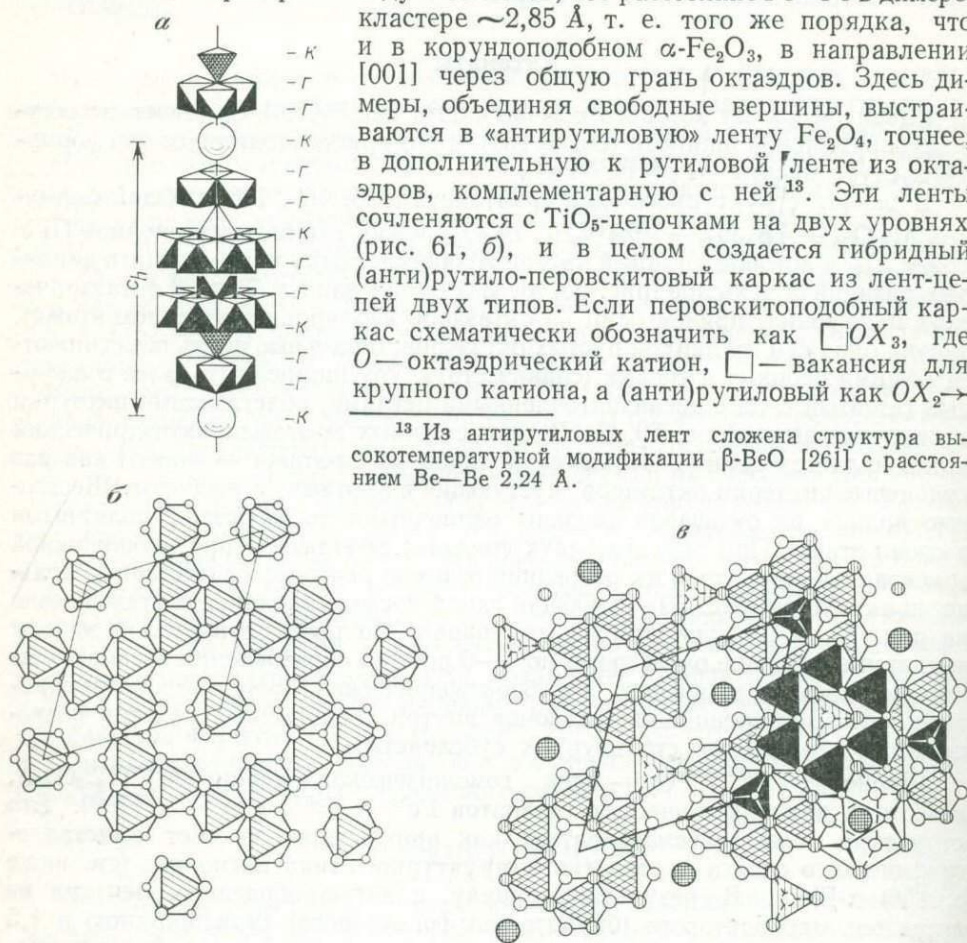 кластере ~2,85 Å, т. е. того же порядка, что
и в корундоподобном α-Fe₂O₃, в направлении
[001] через общую грань октаэдров. Здесь ди-
меры, объединяя свободные вершины, выстраи-
ваются в «антирутиловую» ленту Fe₂O₄, точнее,
в дополнительную к рутиловой ленте из окта-
эдров, комплементарную с ней ¹³. Эти ленты
сочленяются с TiO₅-цепочками на двух уровнях
(рис. 61, б), и в целом создается гибридный
(анти)рутило-перовскитовый каркас из лент-це-
пей двух типов. Если перовскитоподобный кар-
кас схематически обозначить как □OX₃, где
O — октаэдрический катион, □ — вакансия для
крупного катиона, а (анти)рутиловый как OX₂→
¹³ Из антирутиловых лент сложена структура вы-
сокотемпературной модификации β-BeO [261] с расстоя-
нием Be—Be 2,24 Å.
а
- К
- Г
- Г
- К
- Г
- Г
- К
- Г
- Г
- К
- Г
- Г
- К
c_h
б
в